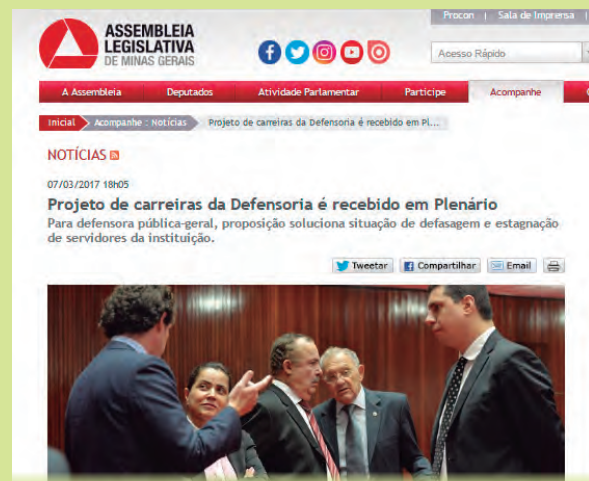 Procon | Sala de Imprensa |
ASSEMBLEIA
LEGISLATIVA
DE MINAS GERAIS
Acesso Rápido
A Assembleia Deputados Atividade Parlamentar Participe Acompanhe
Inicial Acompanhe : Notícias Projeto de carreiras da Defensoria é recebido em Pl...
NOTÍCIAS
07/03/2017 18h05
Projeto de carreiras da Defensoria é recebido em Plenário
Para defensora pública-geral, proposição soluciona situação de defasagem e estagnação
de servidores da instituição.
Tweetar Compartilhar Email